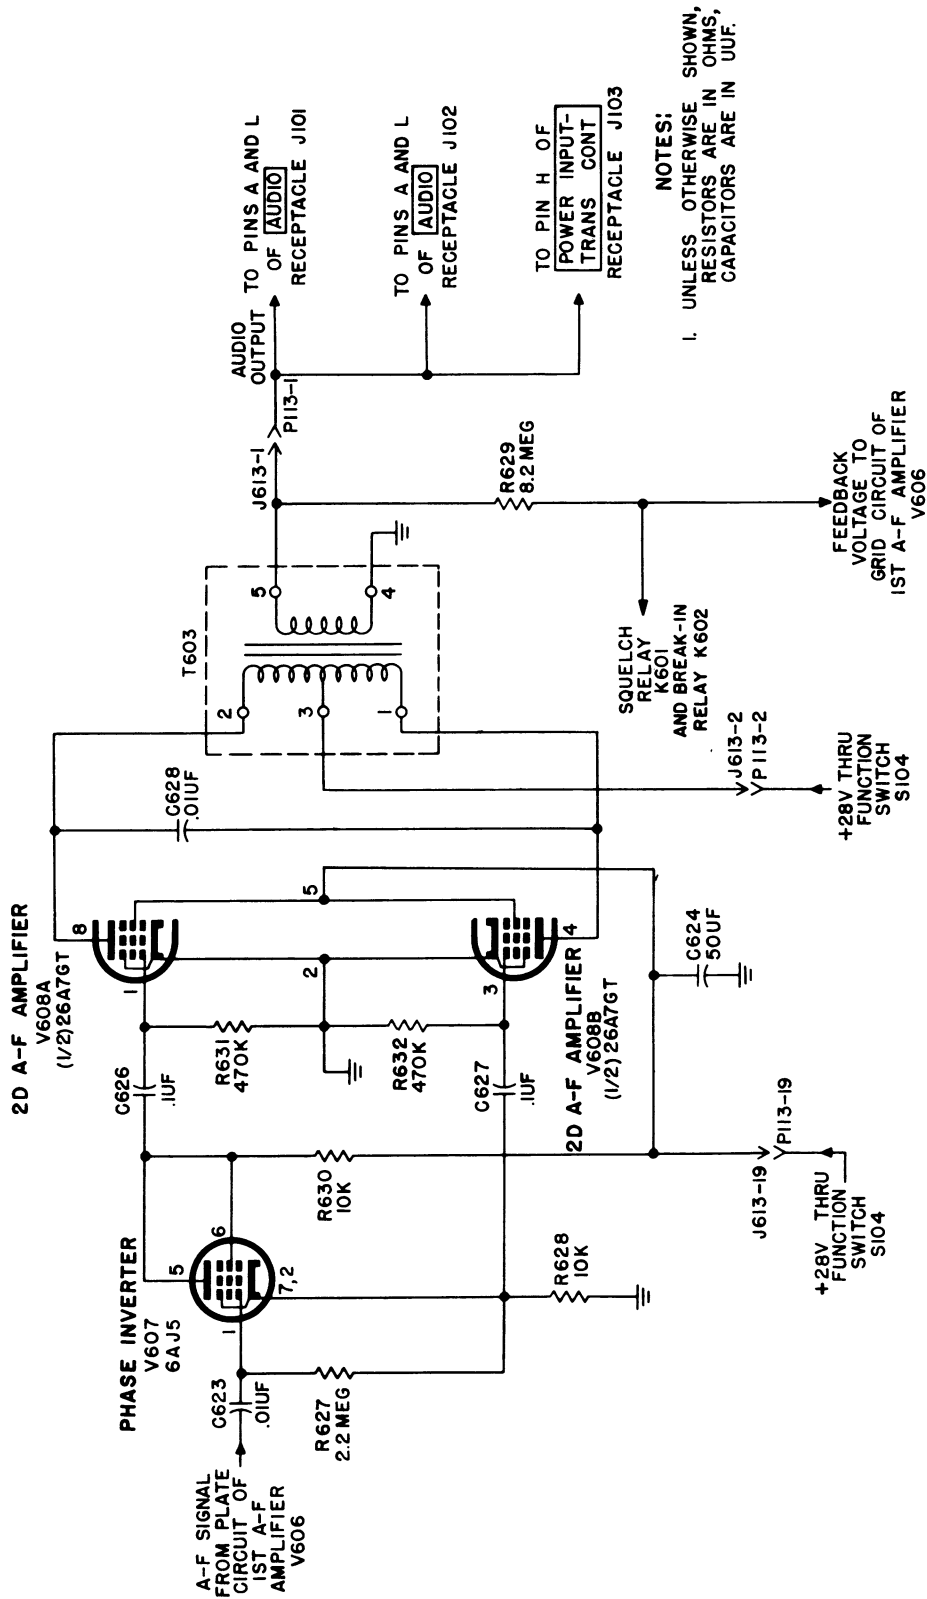 A-F SIGNAL
FROM PLATE
CIRCUIT OF
1ST A-F
AMPLIFIER
V606
C623
.01UF
R627
2.2 MEG
PHASE INVERTER
V607
6AJ5
1
5
6
7,2
R628
10K
R630
10K
+28V THRU
FUNCTION
SWITCH
S104
J613-19
P113-19
C626
.1UF
C627
.1UF
R631
470K
R632
470K
2D A-F AMPLIFIER
V608A
(1/2)26A7GT
1
8
2
5
3
4
2D A-F AMPLIFIER
V608B
(1/2)26A7GT
C624
50UF
C628
.01UF
T603
2
3
1
5
4
J613-2
P113-2
+28V THRU
FUNCTION
SWITCH
S104
SQUELCH
RELAY
K601
AND BREAK-IN
RELAY K602
R629
8.2 MEG
FEEDBACK
VOLTAGE TO
GRID CIRCUIT OF
1ST A-F AMPLIFIER
V606
J613-1
P113-1
AUDIO
OUTPUT
TO PINS A AND L
OF AUDIO
RECEPTACLE J101
TO PINS A AND L
OF AUDIO
RECEPTACLE J102
TO PIN H OF
POWER INPUT-
TRANS CONT
RECEPTACLE J103
NOTES:
1. UNLESS OTHERWISE SHOWN,
RESISTORS ARE IN OHMS,
CAPACITORS ARE IN UUF.